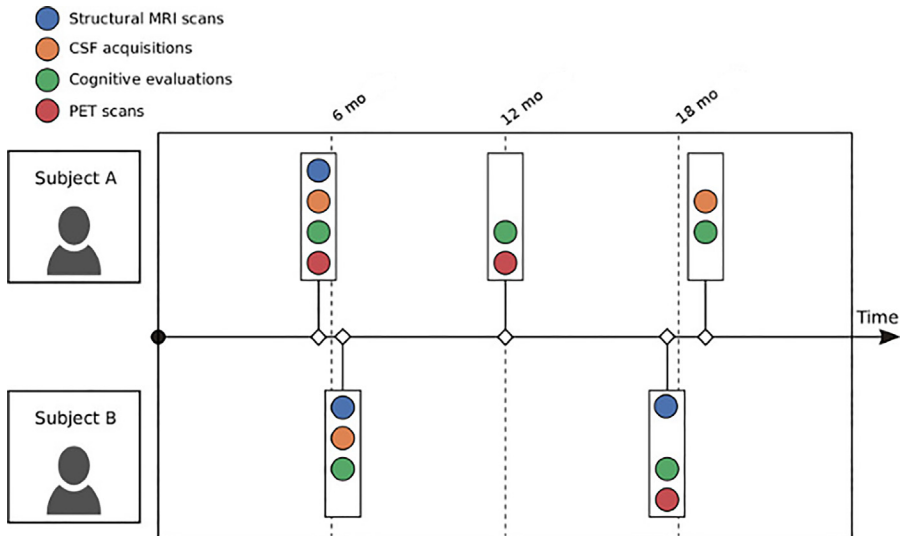 Structural MRI scans
CSF acquisitions
Cognitive evaluations
PET scans
6 mo
12 mo
18 mo
Subject A
Time
Subject B